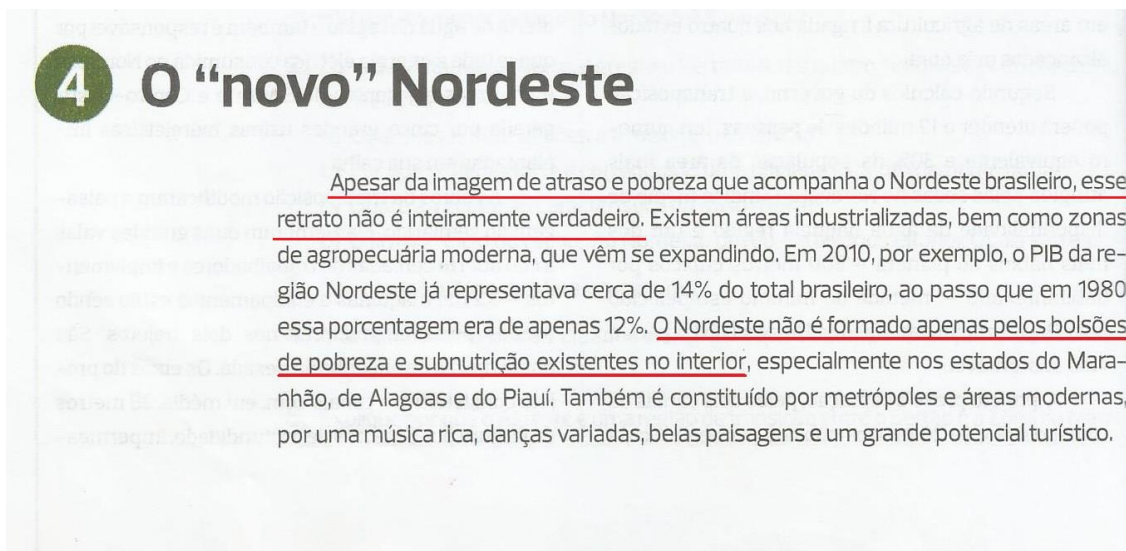 4 O “novo” Nordeste
Apesar da imagem de atraso e pobreza que acompanha o Nordeste brasileiro, esse
retrato não é inteiramente verdadeiro. Existem áreas industrializadas, bem como zonas
de agropecuária moderna, que vêm se expandindo. Em 2010, por exemplo, o PIB da re-
gião Nordeste já representava cerca de 14% do total brasileiro, ao passo que em 1980
essa porcentagem era de apenas 12%. O Nordeste não é formado apenas pelos bolsões
de pobreza e subnutrição existentes no interior, especialmente nos estados do Mara-
nhão, de Alagoas e do Piauí. Também é constituído por metrópoles e áreas modernas,
por uma música rica, danças variadas, belas paisagens e um grande potencial turístico.